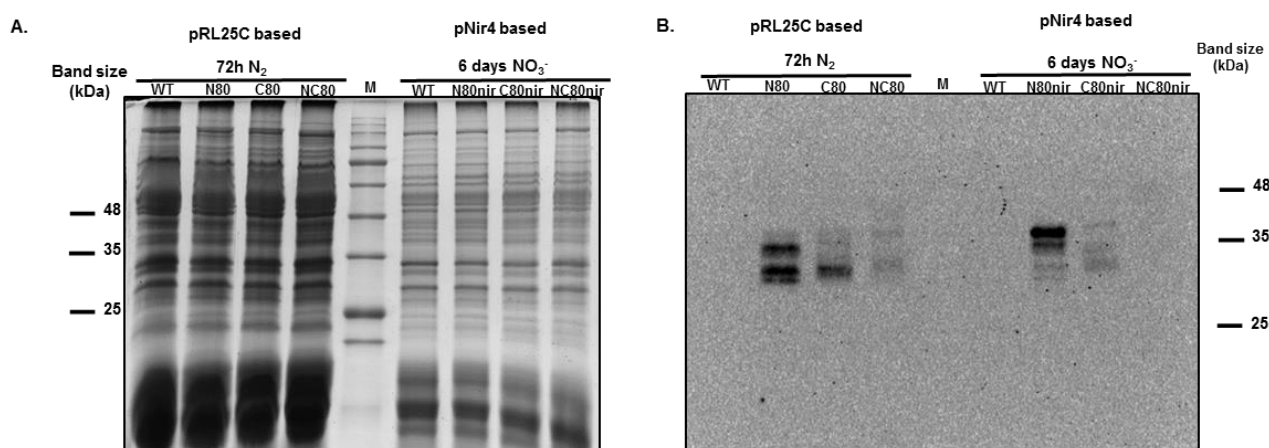 A.
pRL25C based
pNir4 based
72h N2
6 days NO3-
Band size
(kDa)
WT N80 C80 NC80 M WT N80nir C80nir NC80nir
48
35
25
B.
pRL25C based
pNir4 based
72h N2
6 days NO3-
Band size
(kDa)
WT N80 C80 NC80 M WT N80nir C80nir NC80nir
48
35
25